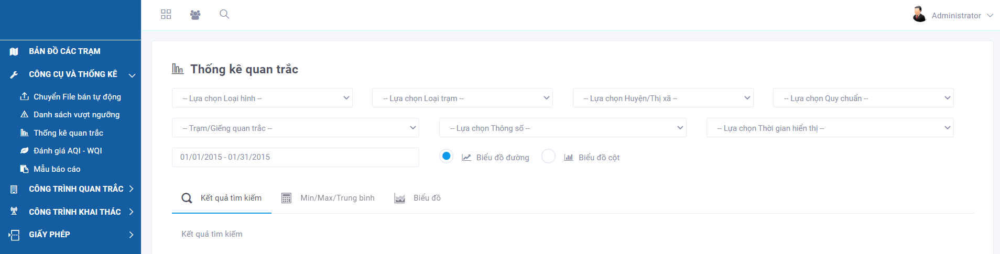 Administrator
BẢN ĐỒ CÁC TRẠM
CÔNG CỤ VÀ THỐNG KÊ
Chuyển File bán tự động
Danh sách vượt ngưỡng
Thống kê quan trắc
Đánh giá AQI - WQI
Mẫu báo cáo
CÔNG TRÌNH QUAN TRẮC
CÔNG TRÌNH KHAI THÁC
GIẤY PHÉP
Thống kê quan trắc
-- Lựa chọn Loại hình -- -- Lựa chọn Loại trạm -- -- Lựa chọn Huyện/Thị xã -- -- Lựa chọn Quy chuẩn --
-- Trạm/Giếng quan trắc -- -- Lựa chọn Thông số -- -- Lựa chọn Thời gian hiển thị --
01/01/2015 - 01/31/2015 Biểu đồ đường Biểu đồ cột
Kết quả tìm kiếm Min/Max/Trung bình Biểu đồ
Kết quả tìm kiếm